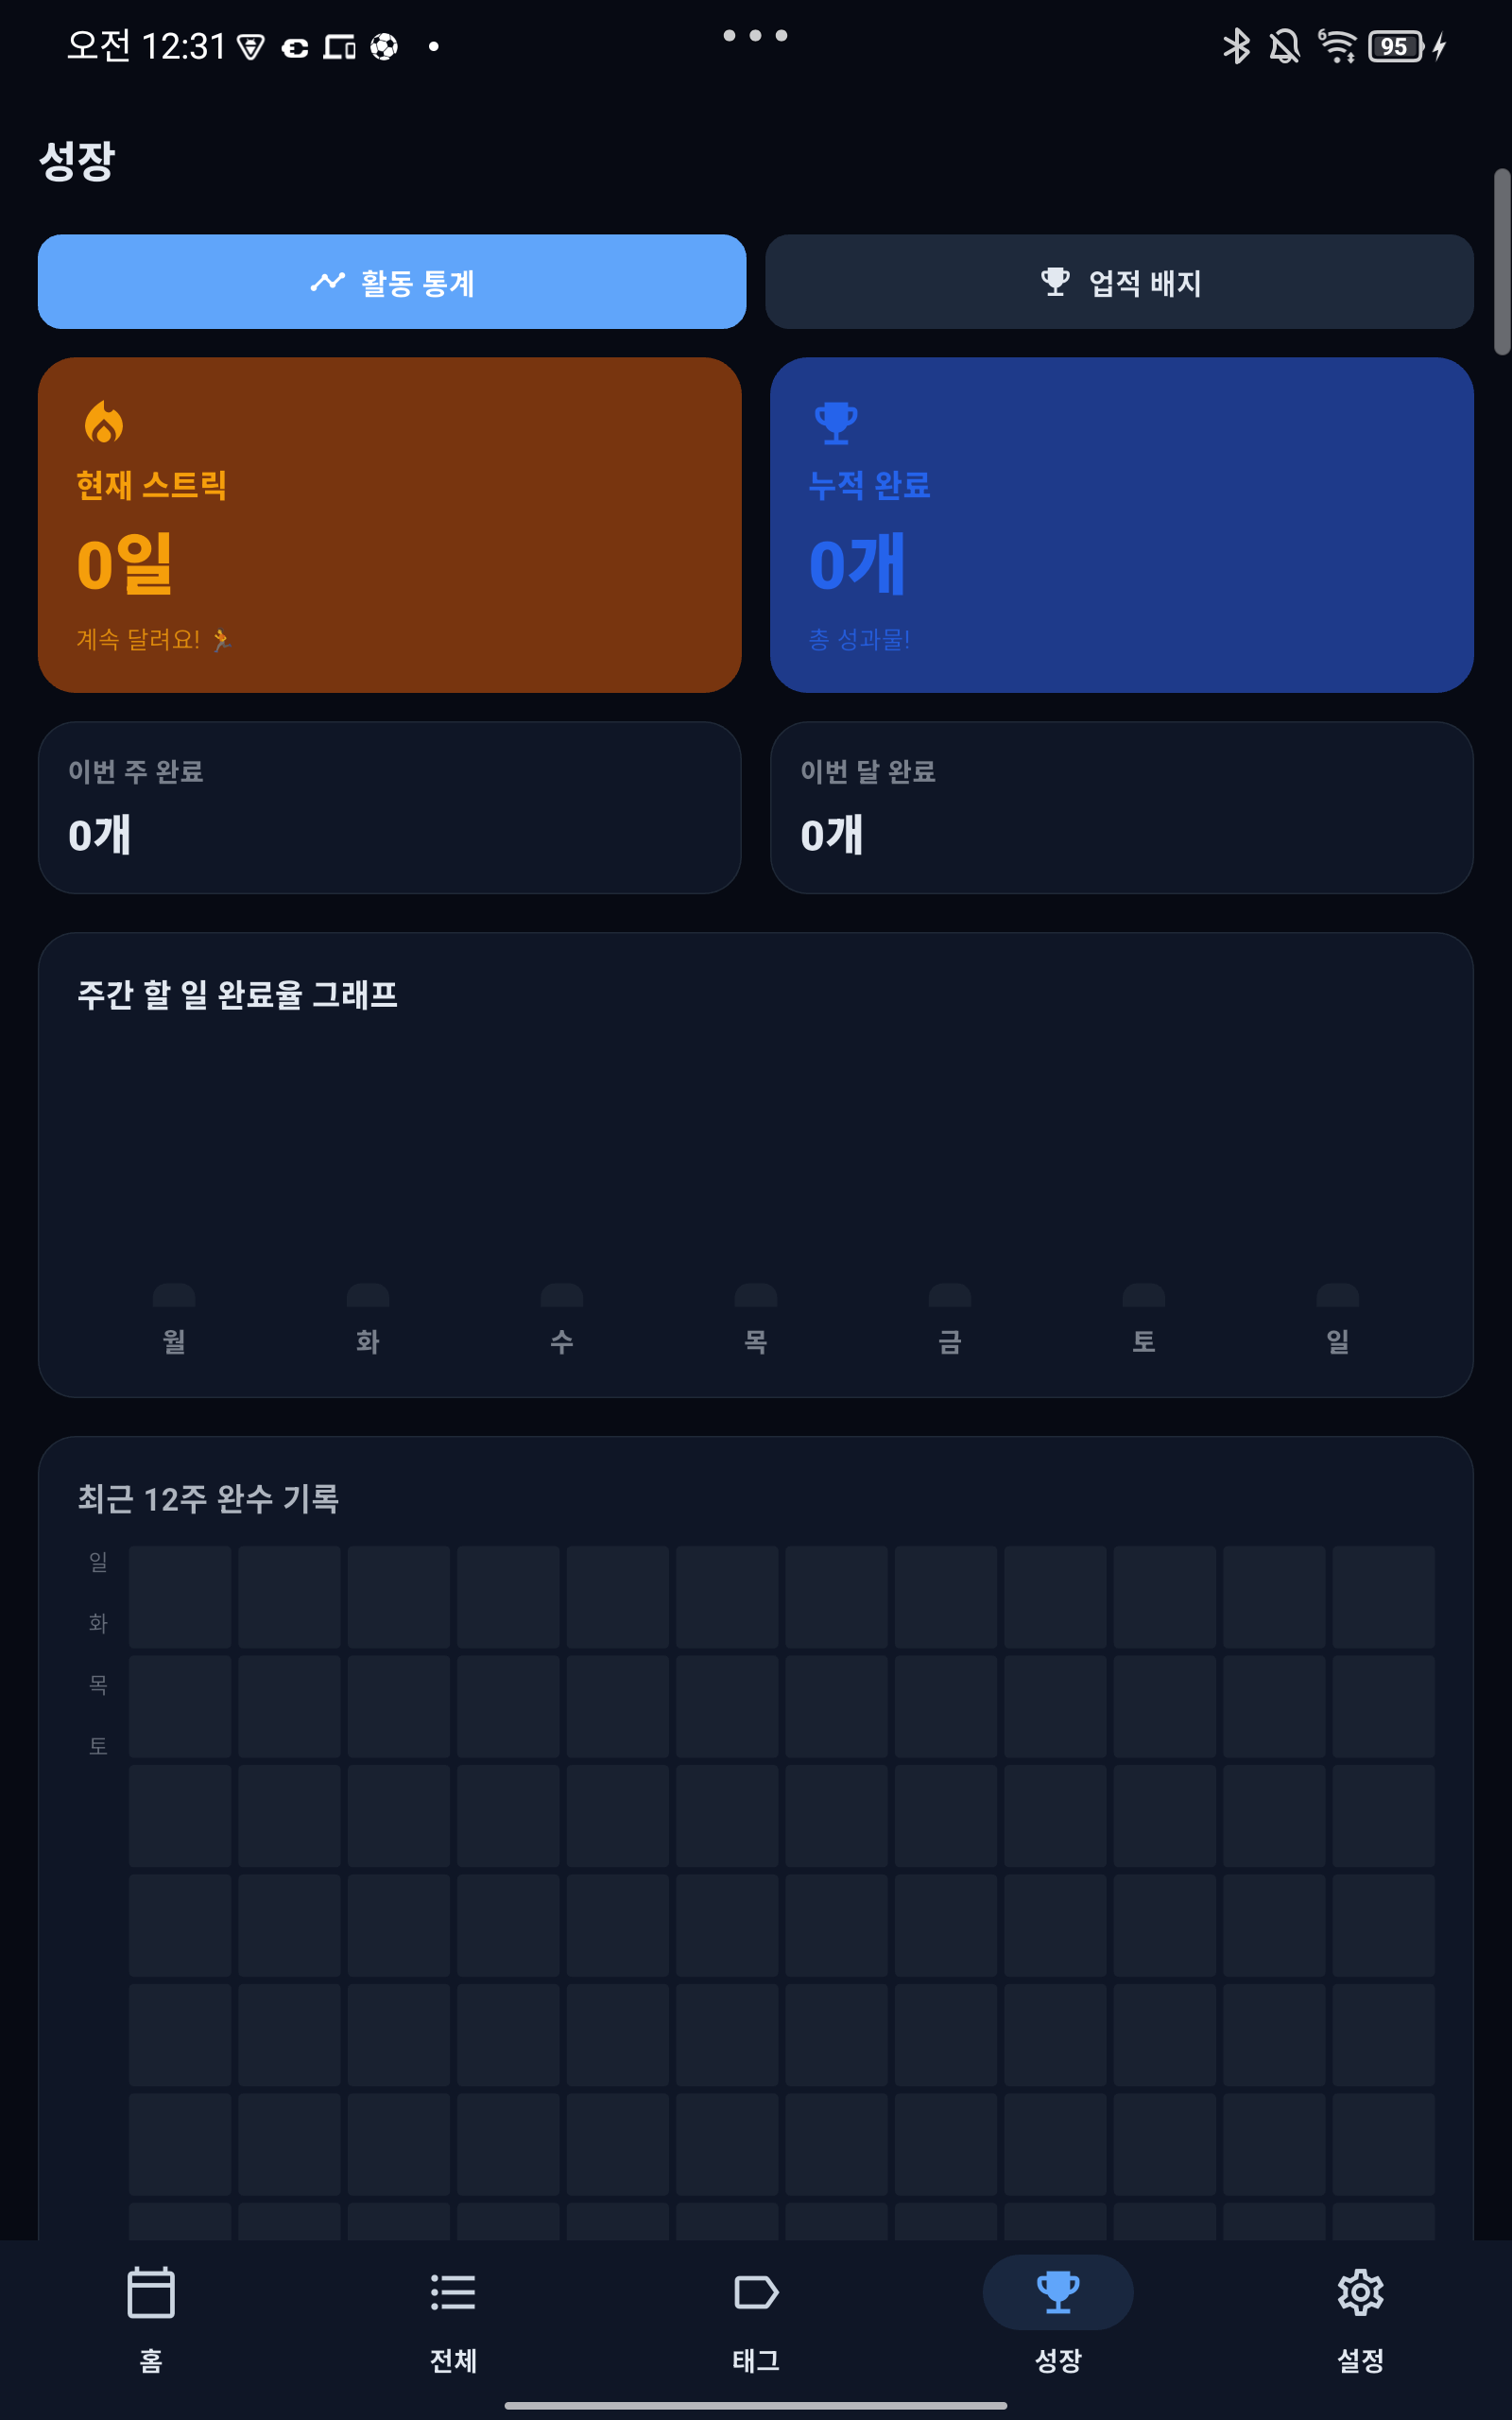 오전 12:31
6
95
성장
활동 통계
업적 배지
현재 스트릭
0일
계속 달려요! 🏃
누적 완료
0개
총 성과물!
이번 주 완료
0개
이번 달 완료
0개
주간 할 일 완료율 그래프
월 화 수 목 금 토 일
최근 12주 완수 기록
일
화
목
토
홈 전체 태그 성장 설정